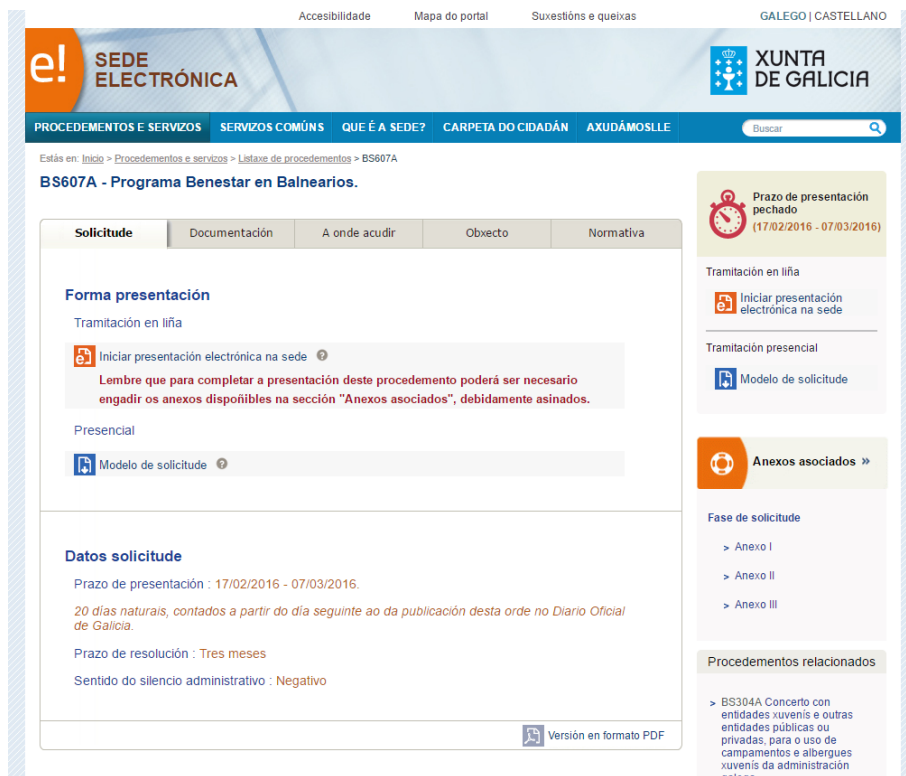 Accesibilidade Mapa do portal Suxestións e queixas GALEGO | CASTELLANO
e! SEDE
ELECTRÓNICA
XUNTA
DE GALICIA
PROCEDEMENTOS E SERVIZOS SERVIZOS COMÚNS QUE É A SEDE? CARPETA DO CIDADÁN AXUDÁMOSLLE Buscar
Estás en: Inicio > Procedementos e servizos > Listaxe de procedementos > BS607A
BS607A - Programa Benestar en Balnearios.
Solicitude Documentación A onde acudir Obxecto Normativa
Forma presentación
Tramitación en liña
Iniciar presentación electrónica na sede ?
Lembre que para completar a presentación deste procedemento poderá ser necesario
engadir os anexos dispoñibles na sección "Anexos asociados", debidamente asinados.
Presencial
Modelo de solicitude ?
Datos solicitude
Prazo de presentación : 17/02/2016 - 07/03/2016.
20 días naturais, contados a partir do día seguinte ao da publicación desta orde no Diario Oficial
de Galicia.
Prazo de resolución : Tres meses
Sentido do silencio administrativo : Negativo
Versión en formato PDF
Prazo de presentación
pechado
(17/02/2016 - 07/03/2016)
Tramitación en liña
Iniciar presentación
electrónica na sede
Tramitación presencial
Modelo de solicitude
Anexos asociados »
Fase de solicitude
> Anexo I
> Anexo II
> Anexo III
Procedementos relacionados
> BS304A Concerto con
entidades xuvenís e outras
entidades públicas ou
privadas, para o uso de
campamentos e albergues
xuvenís da administración